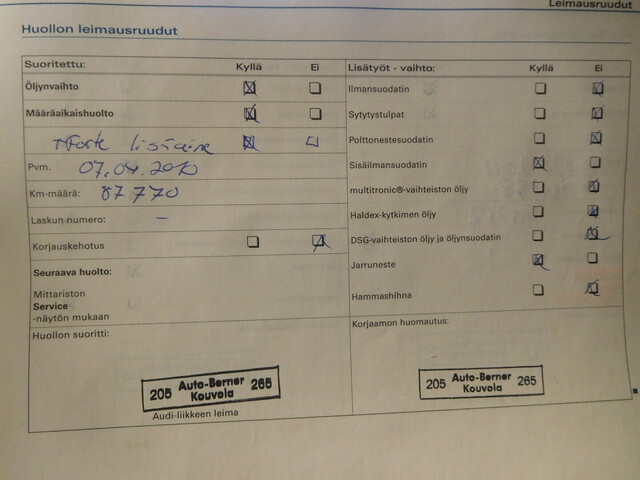 Leimausruudut
Huollon leimausruudut
Suoritettu: Kyllä Ei
Öljynvaihto
Määräaikaishuolto
+Forte lisäaine
Pvm. 07.04.2010
Km-määrä: 87 770
Laskun-numero: –
Korjauskehotus
Seuraava huolto:
Mittariston
Service
-näytön mukaan
Huollon suoritti:
205 Auto-Berner 265
Kouvola
Audi-liikkeen leima
Lisätyöt - vaihto: Kyllä Ei
Ilmansuodatin
Sytytystulpat
Polttonestesuodatin
Sisäilmansuodatin
multitronic®-vaihteiston öljy
Haldex-kytkimen öljy
DSG-vaihteiston öljy ja öljynsuodatin
Jarruneste
Hammashihna
Korjaamon huomautus:
205 Auto-Berner 265
Kouvola